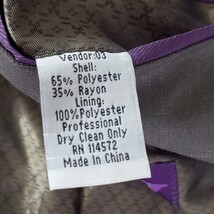 Vendor:03
Shell:
65% Polyester
35% Rayon
Lining:
100%Polyester
Professional
Dry Clean Only
RN 114572
Made In China